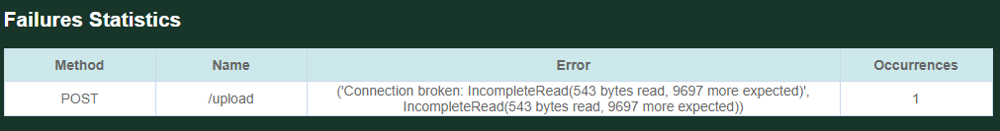 Failures Statistics
Method Name Error Occurrences
POST /upload ('Connection broken: IncompleteRead(543 bytes read, 9697 more expected)', 1
IncompleteRead(543 bytes read, 9697 more expected))